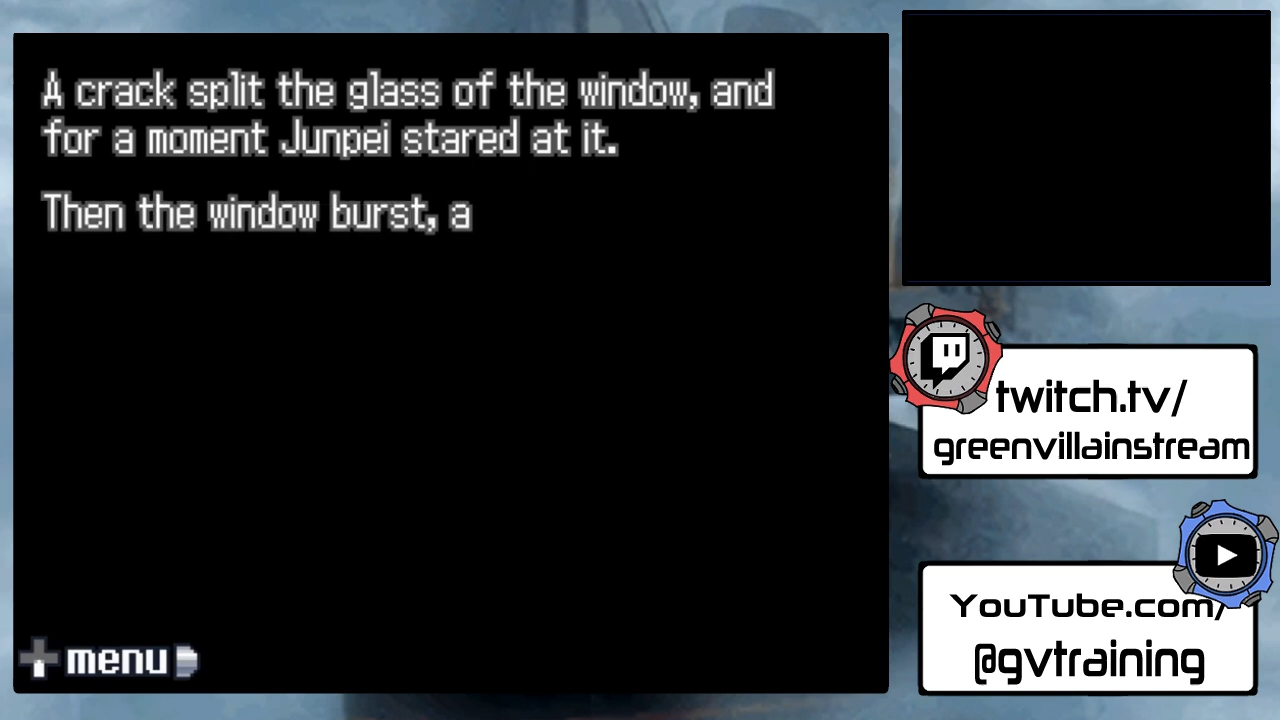 A crack split the glass of the window, and
for a moment Junpei stared at it.
Then the window burst, a
menu
twitch.tv/
greenvillainstream
YouTube.com/
@gvtraining